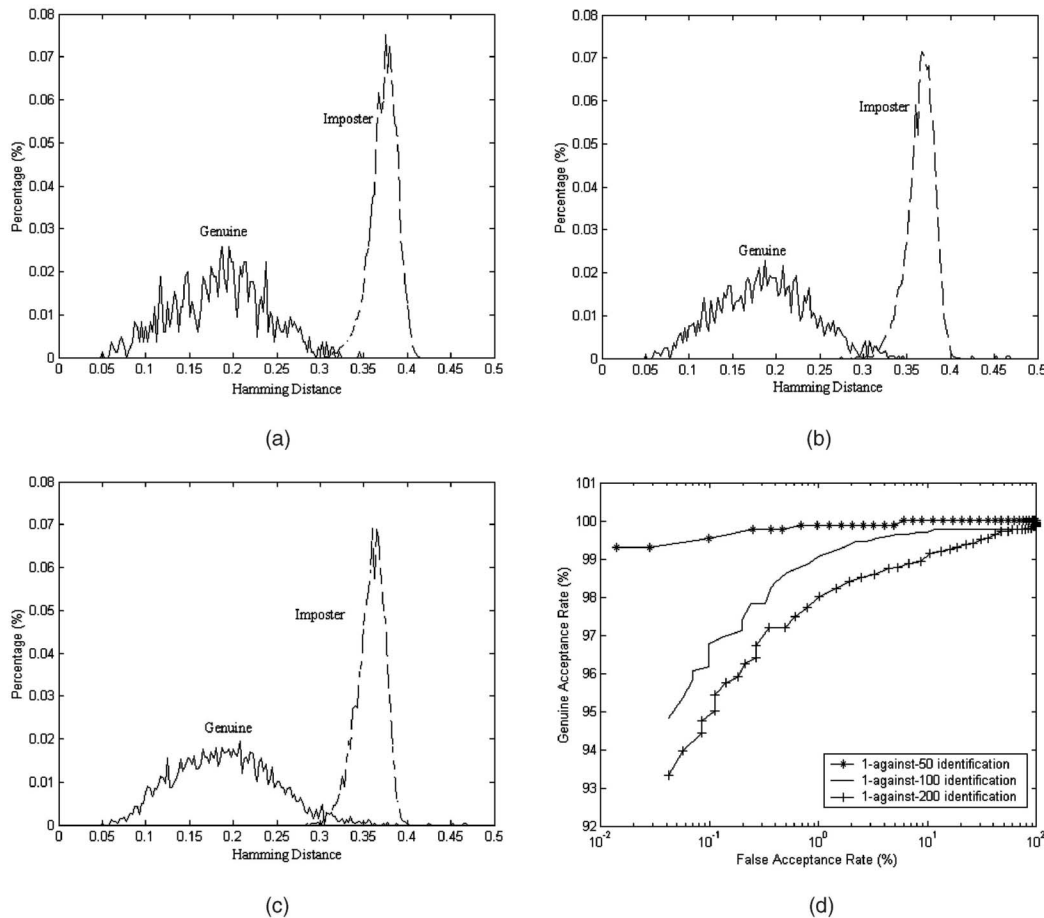 0.08
0.07
0.06
0.05
0.04
0.03
0.02
0.01
0
Percentage (%)
Imposter
Genuine
0 0.05 0.1 0.15 0.2 0.25 0.3 0.35 0.4 0.45 0.5
Hamming Distance
(a)
0.08
0.07
0.06
0.05
0.04
0.03
0.02
0.01
0
Percentage (%)
Imposter
Genuine
0 0.05 0.1 0.15 0.2 0.25 0.3 0.35 0.4 0.45 0.5
Hamming Distance
(b)
0.08
0.07
0.06
0.05
0.04
0.03
0.02
0.01
0
Percentage (%)
Imposter
Genuine
0 0.05 0.1 0.15 0.2 0.25 0.3 0.35 0.4 0.45 0.5
Hamming Distance
(c)
101
100
99
98
97
96
95
94
93
92
Genuine Acceptance Rate (%)
1-against-50 identification
1-against-100 identification
1-against-200 identification
10-2 10-1 100 101 102
False Acceptance Rate (%)
(d)